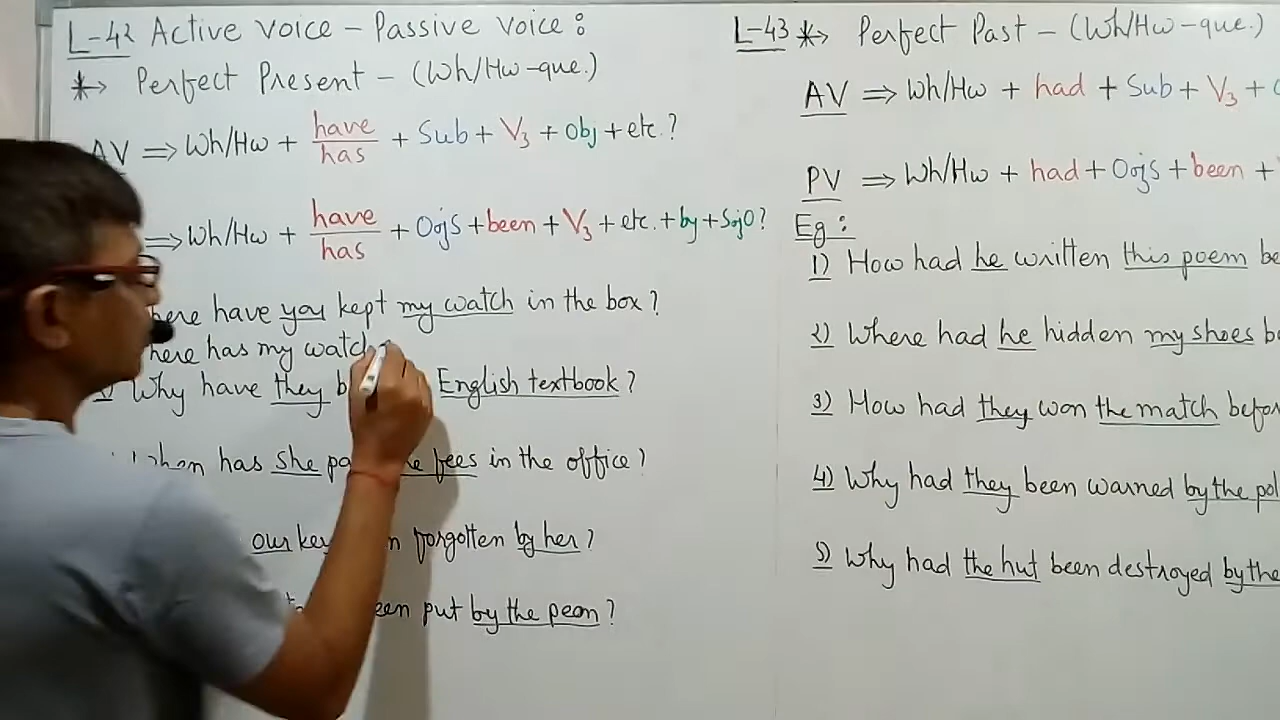 L-42 Active Voice – Passive Voice :
* → Perfect Present – (Wh/Hw-que.)
AV ⇒ Wh/Hw + have/has + Sub + V₃ + Obj + etc.?
⇒ Wh/Hw + have/has + OojS + been + V₃ + etc. + by + SojO?
have you kept my watch in the box?
has my watch
Why have they English textbook?
has she fees in the office?
our forgotten by her?
put by the peon?
L-43 * → Perfect Past – (Wh/Hw-que.)
AV ⇒ Wh/Hw + had + Sub + V₃ +
PV ⇒ Wh/Hw + had + OojS + been +
Eg :
1) How had he written this poem
2) Where had he hidden my shoes
3) How had they won the match
4) Why had they been warned by the
5) Why had the hut been destroyed by the